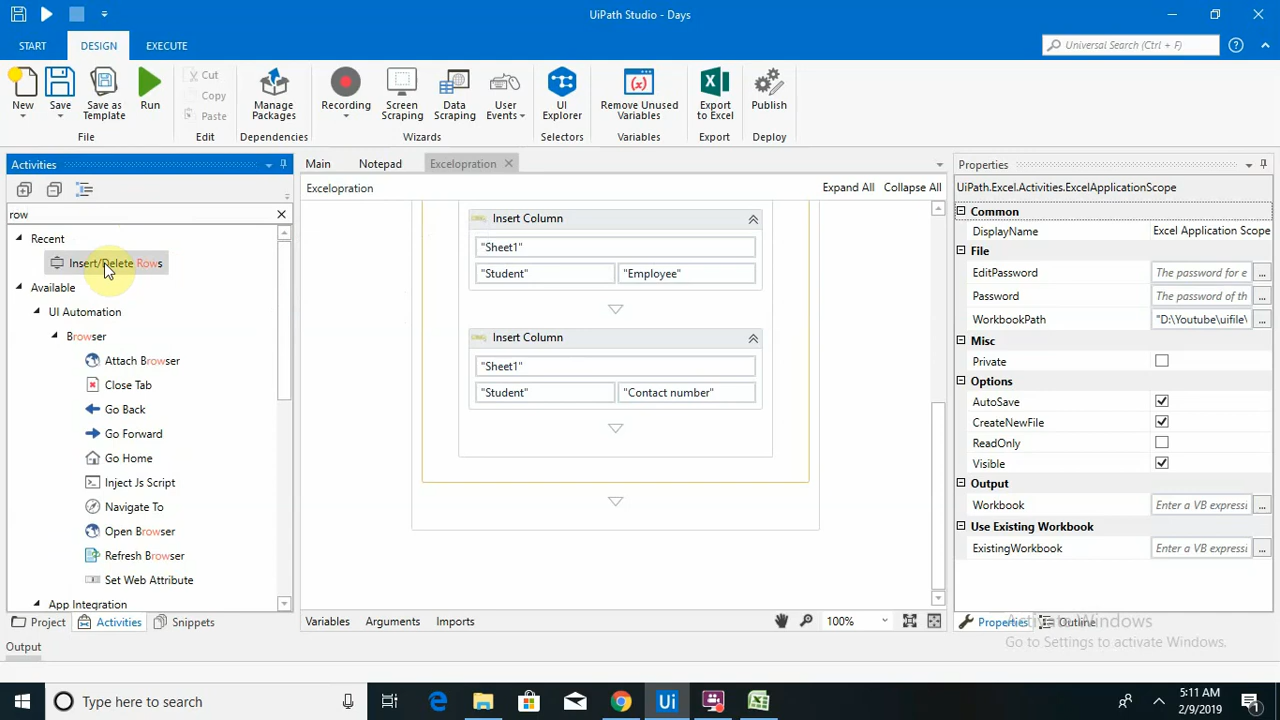 UiPath Studio - Days
START DESIGN EXECUTE
Universal Search (Ctrl + F)
New Save Save as Template Run
Cut
Copy
Paste
Manage Packages
Recording
Screen Scraping
Data Scraping
User Events
UI Explorer
Remove Unused Variables
Export to Excel
Publish
File Edit Dependencies Wizards Selectors Variables Export Deploy
Activities
row
Recent
Insert/Delete Rows
Available
UI Automation
Browser
Attach Browser
Close Tab
Go Back
Go Forward
Go Home
Inject Js Script
Navigate To
Open Browser
Refresh Browser
Set Web Attribute
App Integration
Project Activities Snippets
Output
Main Notepad Excelopration
Excelopration Expand All Collapse All
Insert Column
"Sheet1"
"Student" "Employee"
Insert Column
"Sheet1"
"Student" "Contact number"
Variables Arguments Imports 100%
Properties
UiPath.Excel.Activities.ExcelApplicationScope
Common
DisplayName Excel Application Scope
File
EditPassword The password for e ...
Password The password of th ...
WorkbookPath "D:\Youtube\uifile\ ...
Misc
Private
Options
AutoSave
CreateNewFile
ReadOnly
Visible
Output
Workbook Enter a VB expressi ...
Use Existing Workbook
ExistingWorkbook Enter a VB expressi ...
Properties Outline
Activate Windows
Go to Settings to activate Windows.
Type here to search
Ui
5:11 AM
2/9/2019
1